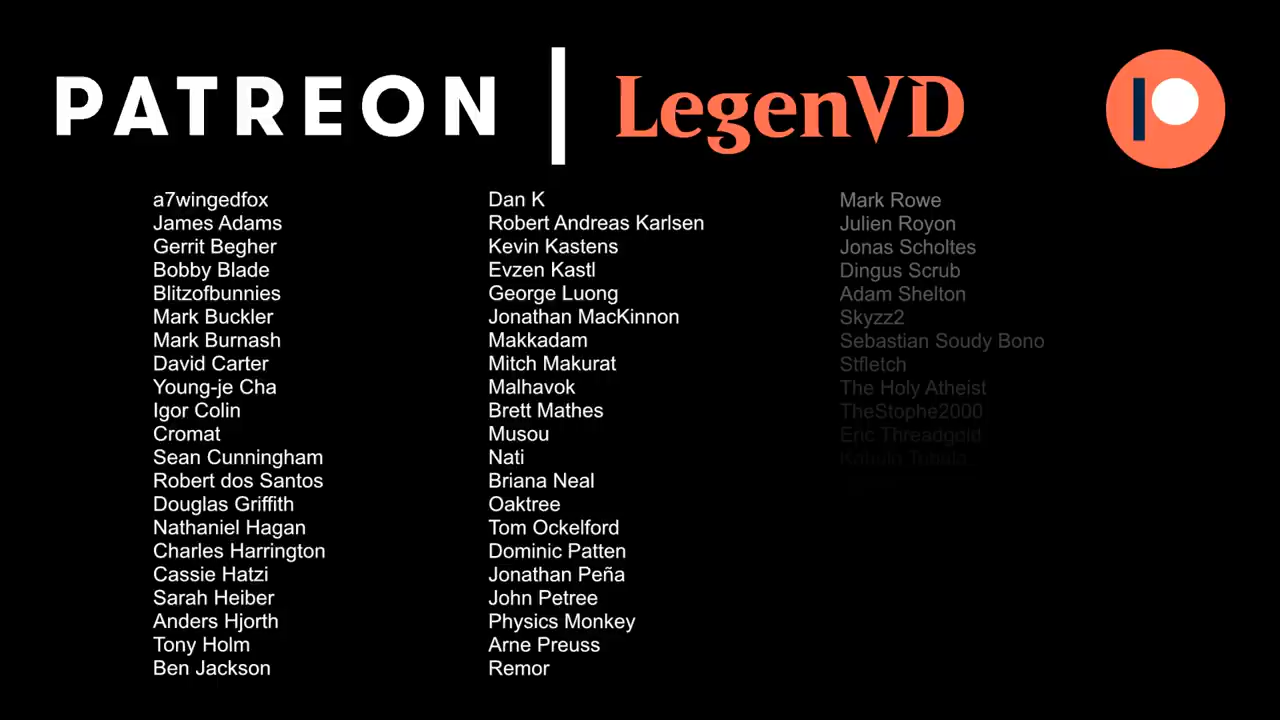 PATREON | LegenVD
a7wingedfox
James Adams
Gerrit Begher
Bobby Blade
Blitzofbunnies
Mark Buckler
Mark Burnash
David Carter
Young-je Cha
Igor Colin
Cromat
Sean Cunningham
Robert dos Santos
Douglas Griffith
Nathaniel Hagan
Charles Harrington
Cassie Hatzi
Sarah Heiber
Anders Hjorth
Tony Holm
Ben Jackson
Dan K
Robert Andreas Karlsen
Kevin Kastens
Evzen Kastl
George Luong
Jonathan MacKinnon
Makkadam
Mitch Makurat
Malhavok
Brett Mathes
Musou
Nati
Briana Neal
Oaktree
Tom Ockelford
Dominic Patten
Jonathan Peña
John Petree
Physics Monkey
Arne Preuss
Remor
Mark Rowe
Julien Royon
Jonas Scholtes
Dingus Scrub
Adam Shelton
Skyzz2
Sebastian Soudy Bono
Stfletch
The Holy Atheist
TheStophe2000
Eric Threadgold